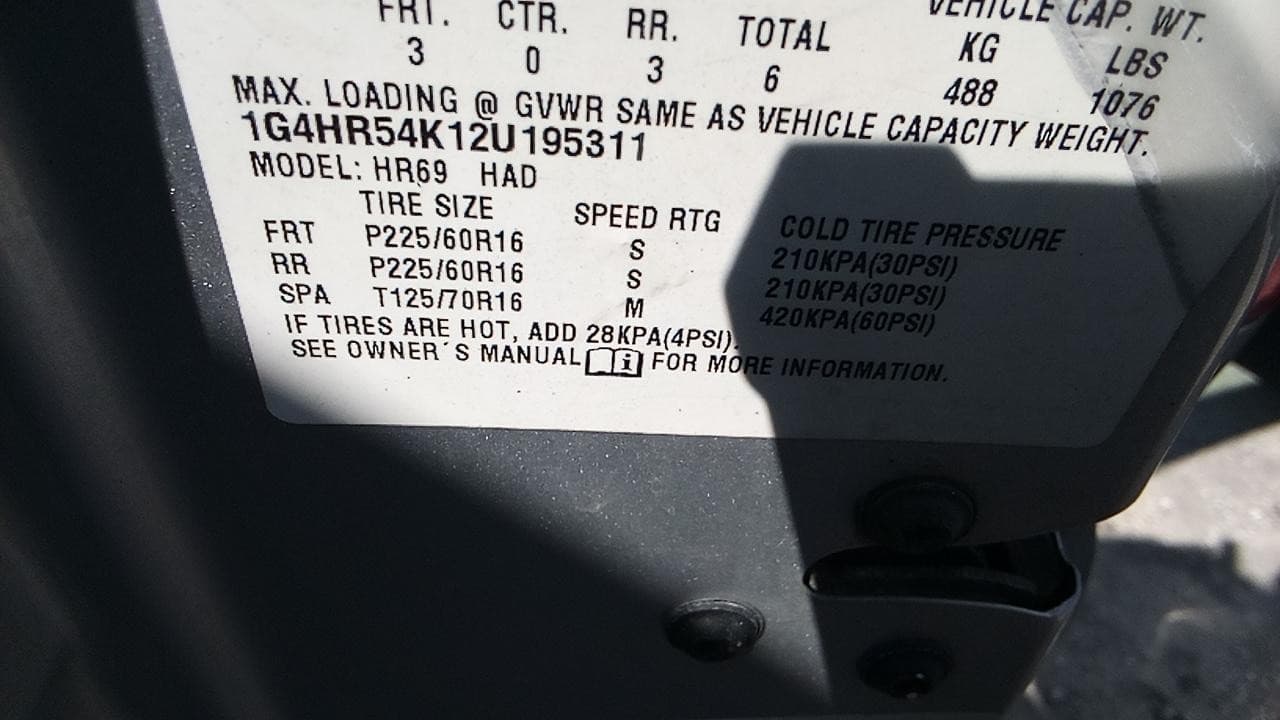 FRT. CTR. RR. TOTAL VEHICLE CAP. WT.
3 0 3 6 KG LBS
488 1076
MAX. LOADING @ GVWR SAME AS VEHICLE CAPACITY WEIGHT.
1G4HR54K12U195311
MODEL: HR69 HAD
TIRE SIZE SPEED RTG COLD TIRE PRESSURE
FRT P225/60R16 S 210KPA(30PSI)
RR P225/60R16 S 210KPA(30PSI)
SPA T125/70R16 M 420KPA(60PSI)
IF TIRES ARE HOT, ADD 28KPA(4PSI).
SEE OWNER´S MANUAL FOR MORE INFORMATION.